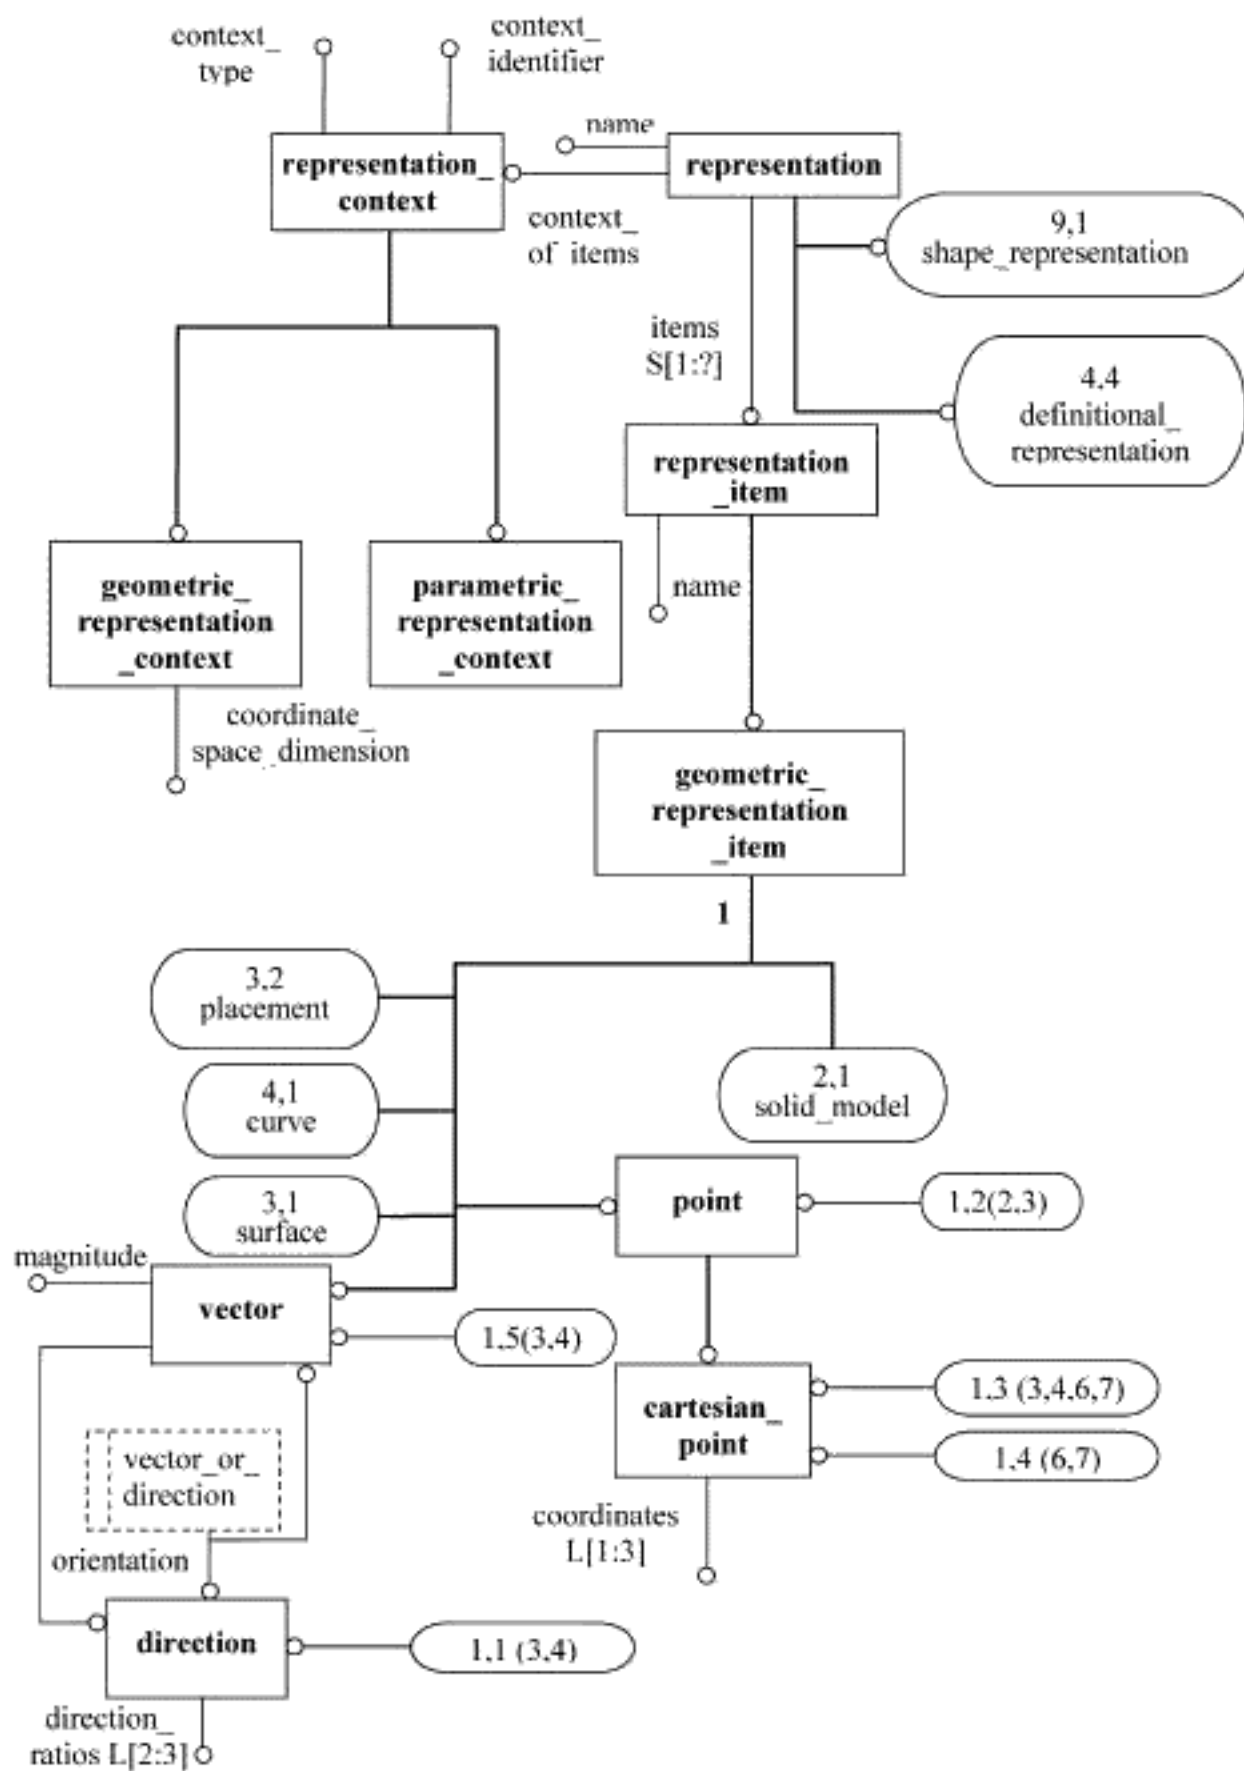 context_
type
context_
identifier
name
representation_
context
representation
context_
of_items
9,1
shape_representation
items
S[1:?]
4,4
definitional_
representation
representation
_item
name
geometric_
representation
_context
parametric_
representation
_context
coordinate_
space_dimension
geometric_
representation
_item
1
3,2
placement
4,1
curve
2,1
solid_model
3,1
surface
point
1,2(2,3)
magnitude
vector
1,5(3,4)
cartesian_
point
1,3 (3,4,6,7)
1,4 (6,7)
vector_or_
direction
coordinates
L[1:3]
orientation
direction
1,1 (3,4)
direction_
ratios L[2:3]